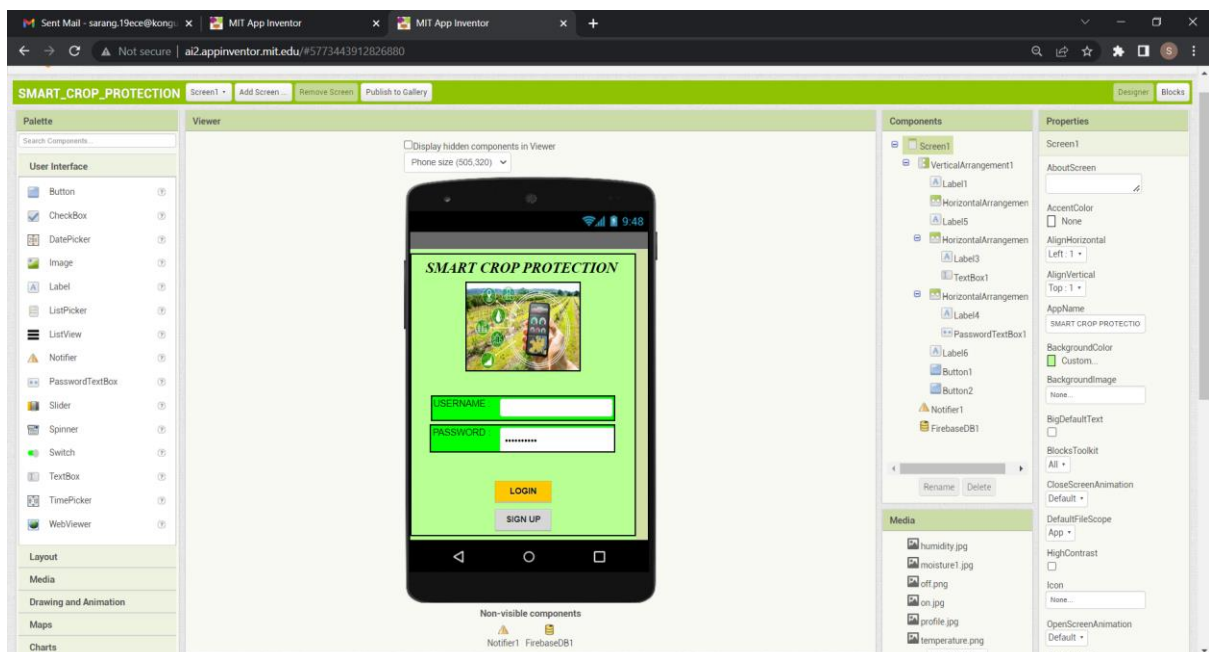 Sent Mail - sarang.19ece@kongu
MIT App Inventor
MIT App Inventor
Not secure
ai2.appinventor.mit.edu/#5773443912826880
S
SMART_CROP_PROTECTION
Screen1
Add Screen ...
Remove Screen
Publish to Gallery
Designer
Blocks
Palette
Search Components...
User Interface
Button
CheckBox
DatePicker
Image
Label
ListPicker
ListView
Notifier
PasswordTextBox
Slider
Spinner
Switch
TextBox
TimePicker
WebViewer
Layout
Media
Drawing and Animation
Maps
Charts
Viewer
Display hidden components in Viewer
Phone size (505,320)
9:48
SMART CROP PROTECTION
USERNAME
PASSWORD :
••••••••••
LOGIN
SIGN UP
Non-visible components
Notifier1 FirebaseDB1
Components
Screen1
VerticalArrangement1
Label1
HorizontalArrangemen
Label5
HorizontalArrangemen
Label3
TextBox1
HorizontalArrangemen
Label4
PasswordTextBox1
Label6
Button1
Button2
Notifier1
FirebaseDB1
Rename Delete
Media
humidity.jpg
moisture1.jpg
off.png
on.jpg
profile.jpg
temperature.png
Properties
Screen1
AboutScreen
AccentColor
None
AlignHorizontal
Left : 1
AlignVertical
Top : 1
AppName
SMART CROP PROTECTIO
BackgroundColor
Custom...
BackgroundImage
None...
BigDefaultText
BlocksToolkit
All
CloseScreenAnimation
Default
DefaultFileScope
App
HighContrast
Icon
None...
OpenScreenAnimation
Default